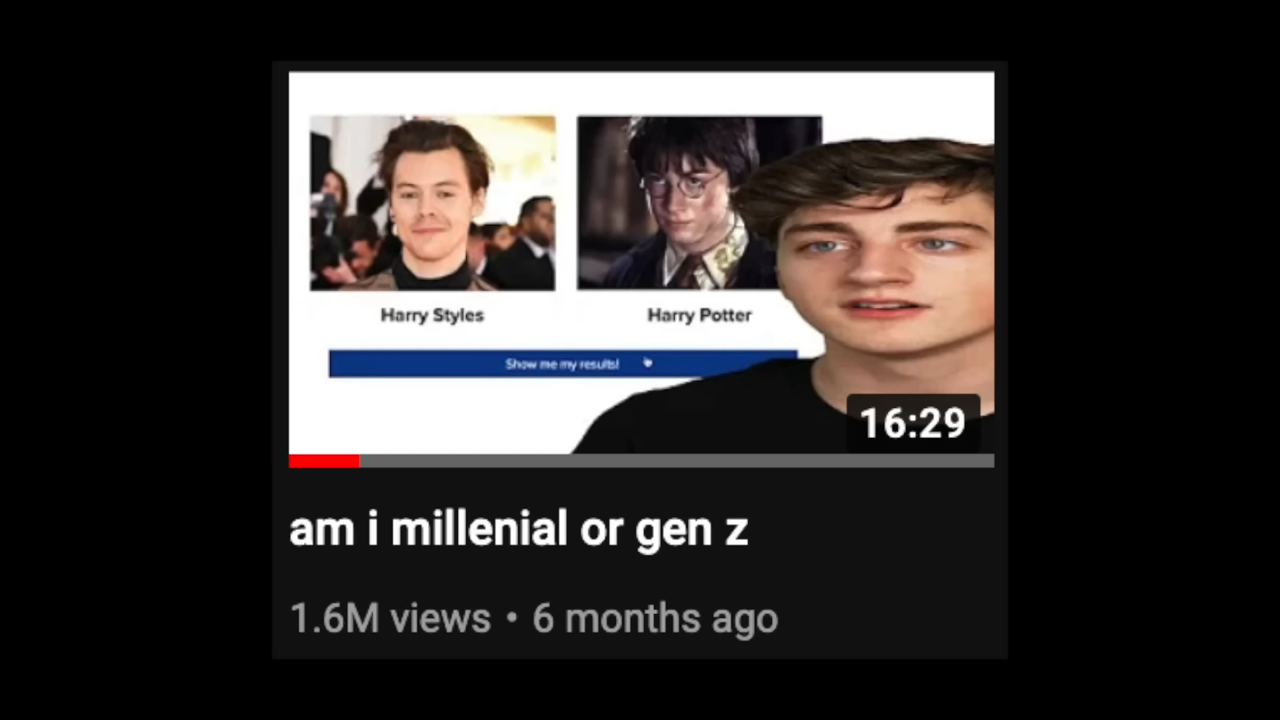 Harry Styles
Harry Potter
Show me my results!
16:29
am i millenial or gen z
1.6M views • 6 months ago